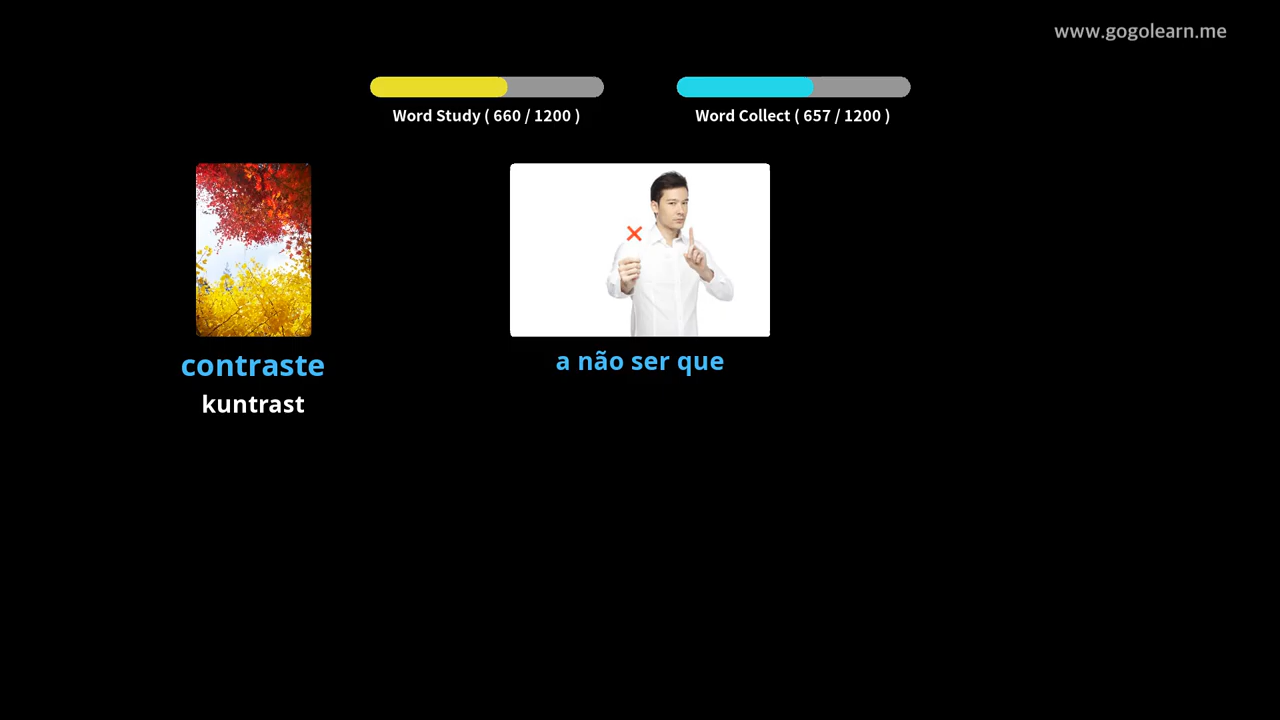 www.gogolearn.me
Word Study ( 660 / 1200 )
Word Collect ( 657 / 1200 )
contraste
kuntrast
a não ser que